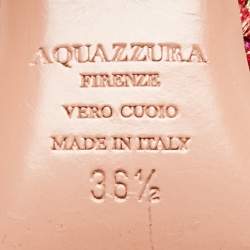 AQUAZZURA
FIRENZE
VERO CUOIO
MADE IN ITALY
36½